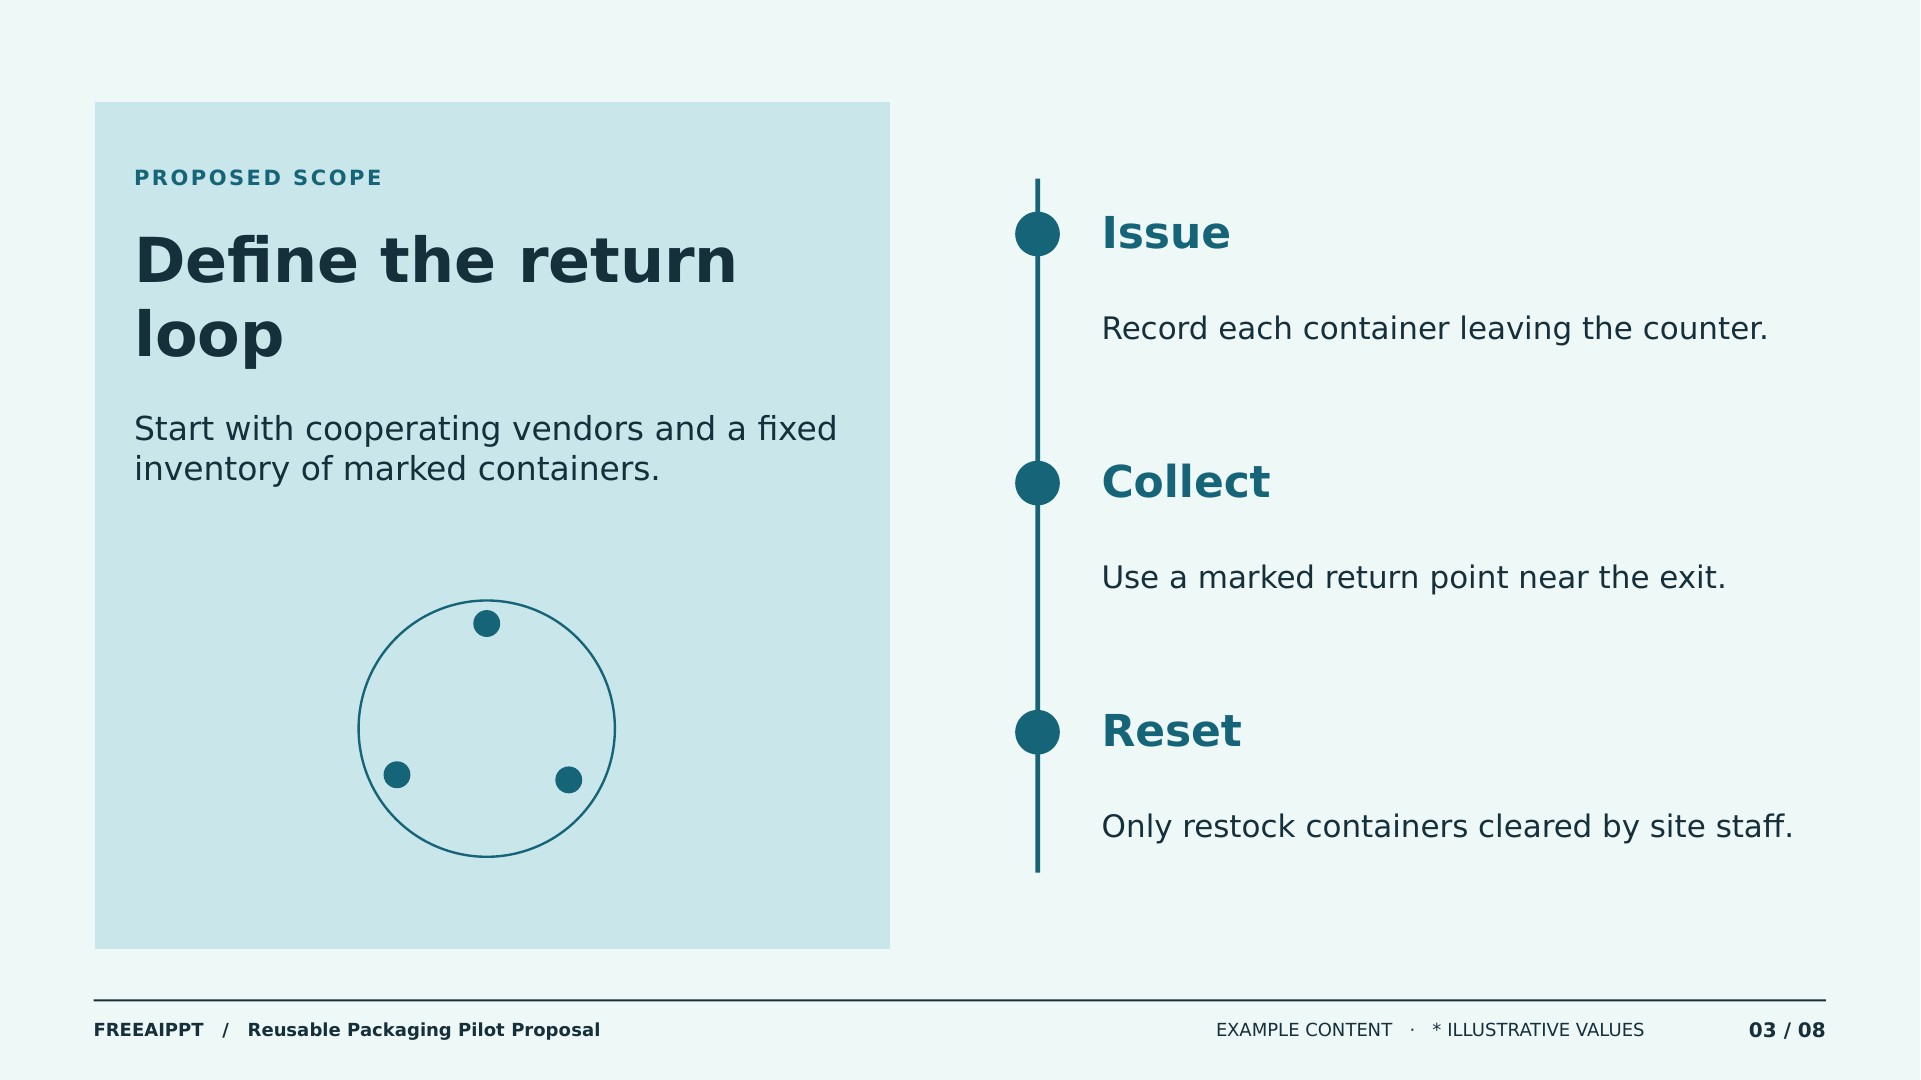 PROPOSED SCOPE
Define the return
loop
Start with cooperating vendors and a fixed
inventory of marked containers.
Issue
Record each container leaving the counter.
Collect
Use a marked return point near the exit.
Reset
Only restock containers cleared by site staff.
FREEAIPPT / Reusable Packaging Pilot Proposal
EXAMPLE CONTENT · * ILLUSTRATIVE VALUES
03 / 08